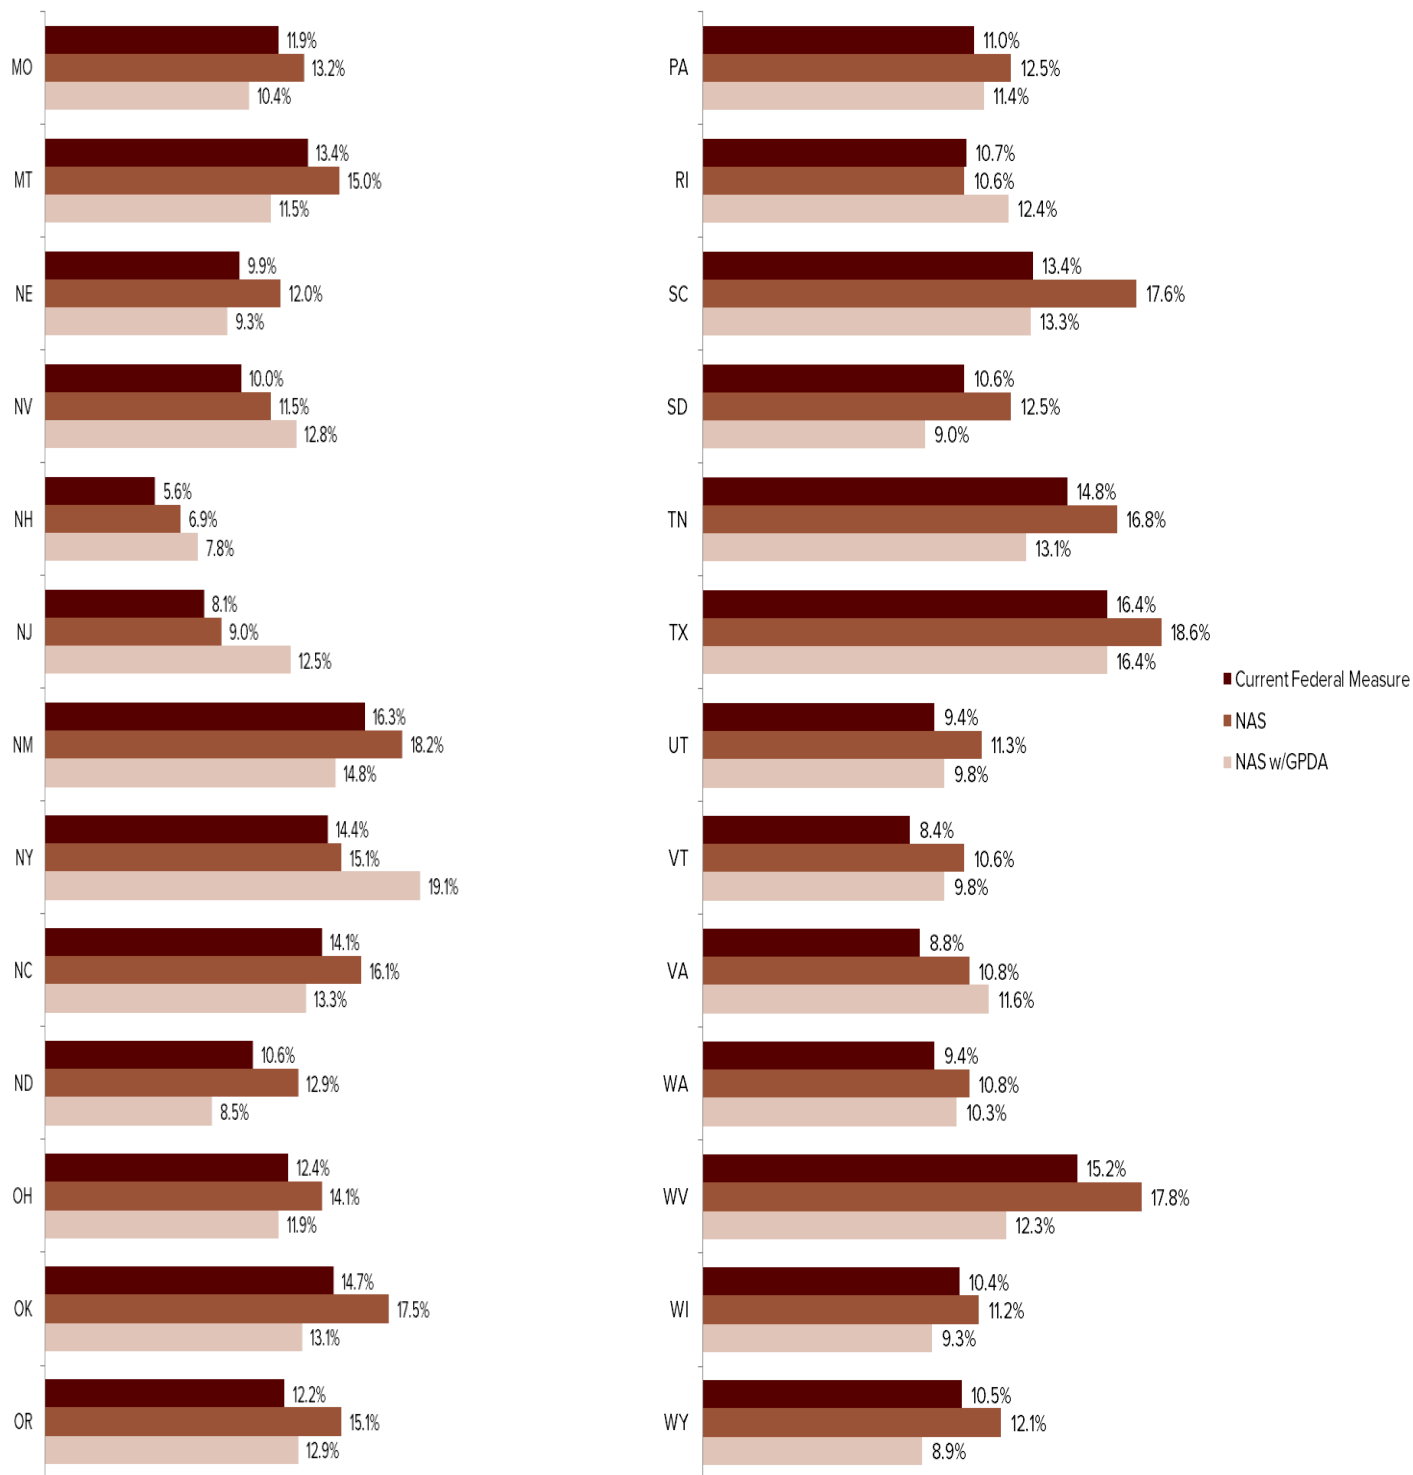 MO
11.9%
13.2%
10.4%
MT
13.4%
15.0%
11.5%
NE
9.9%
12.0%
9.3%
NV
10.0%
11.5%
12.8%
NH
5.6%
6.9%
7.8%
NJ
8.1%
9.0%
12.5%
NM
16.3%
18.2%
14.8%
NY
14.4%
15.1%
19.1%
NC
14.1%
16.1%
13.3%
ND
10.6%
12.9%
8.5%
OH
12.4%
14.1%
11.9%
OK
14.7%
17.5%
13.1%
OR
12.2%
15.1%
12.9%
PA
11.0%
12.5%
11.4%
RI
10.7%
10.6%
12.4%
SC
13.4%
17.6%
13.3%
SD
10.6%
12.5%
9.0%
TN
14.8%
16.8%
13.1%
TX
16.4%
18.6%
16.4%
UT
9.4%
11.3%
9.8%
VT
8.4%
10.6%
9.8%
VA
8.8%
10.8%
11.6%
WA
9.4%
10.8%
10.3%
WV
15.2%
17.8%
12.3%
WI
10.4%
11.2%
9.3%
WY
10.5%
12.1%
8.9%
Current Federal Measure
NAS
NAS w/GPDA